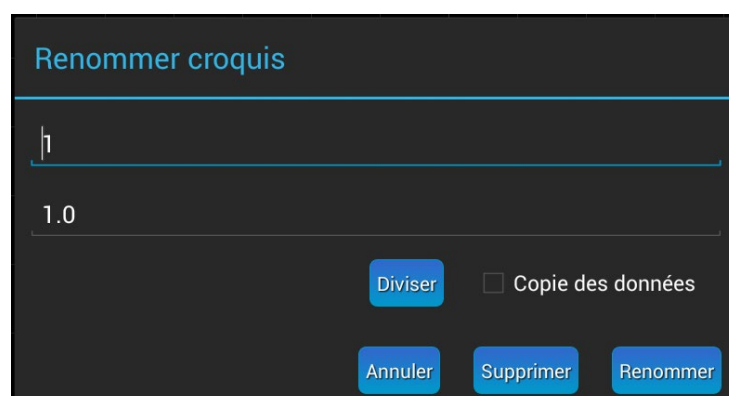 Renommer croquis
1
1.0
Diviser Copie des données
Annuler Supprimer Renommer